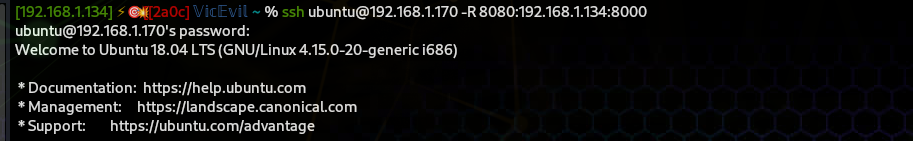 [192.168.1.134] ⚡🎯💥[2a0c] 𝕍𝕚𝕔𝔼𝕧𝕚𝕝 ~ % ssh ubuntu@192.168.1.170 -R 8080:192.168.1.134:8000
ubuntu@192.168.1.170's password:
Welcome to Ubuntu 18.04 LTS (GNU/Linux 4.15.0-20-generic i686)
* Documentation: https://help.ubuntu.com
* Management: https://landscape.canonical.com
* Support: https://ubuntu.com/advantage